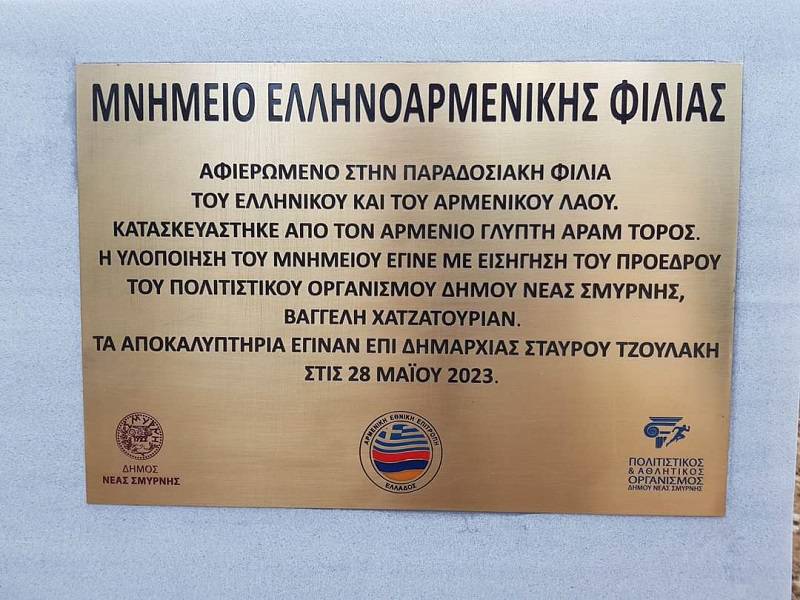 ΜΝΗΜΕΙΟ ΕΛΛΗΝΟΑΡΜΕΝΙΚΗΣ ΦΙΛΙΑΣ
ΑΦΙΕΡΩΜΕΝΟ ΣΤΗΝ ΠΑΡΑΔΟΣΙΑΚΗ ΦΙΛΙΑ
ΤΟΥ ΕΛΛΗΝΙΚΟΥ ΚΑΙ ΤΟΥ ΑΡΜΕΝΙΚΟΥ ΛΑΟΥ.
ΚΑΤΑΣΚΕΥΑΣΤΗΚΕ ΑΠΟ ΤΟΝ ΑΡΜΕΝΙΟ ΓΛΥΠΤΗ ΑΡΑΜ ΤΟΡΟΣ.
Η ΥΛΟΠΟΙΗΣΗ ΤΟΥ ΜΝΗΜΕΙΟΥ ΕΓΙΝΕ ΜΕ ΕΙΣΗΓΗΣΗ ΤΟΥ ΠΡΟΕΔΡΟΥ
ΤΟΥ ΠΟΛΙΤΙΣΤΙΚΟΥ ΟΡΓΑΝΙΣΜΟΥ ΔΗΜΟΥ ΝΕΑΣ ΣΜΥΡΝΗΣ,
ΒΑΓΓΕΛΗ ΧΑΤΖΑΤΟΥΡΙΑΝ.
ΤΑ ΑΠΟΚΑΛΥΠΤΗΡΙΑ ΕΓΙΝΑΝ ΕΠΙ ΔΗΜΑΡΧΙΑΣ ΣΤΑΥΡΟΥ ΤΖΟΥΛΑΚΗ
ΣΤΙΣ 28 ΜΑΪΟΥ 2023.
ΔΗΜΟΣ
ΝΕΑΣ ΣΜΥΡΝΗΣ
ΑΡΜΕΝΙΚΗ ΕΘΝΙΚΗ ΕΠΙΤΡΟΠΗ
ΕΛΛΑΔΟΣ
ΠΟΛΙΤΙΣΤΙΚΟΣ
& ΑΘΛΗΤΙΚΟΣ
ΟΡΓΑΝΙΣΜΟΣ
ΔΗΜΟΥ ΝΕΑΣ ΣΜΥΡΝΗΣ